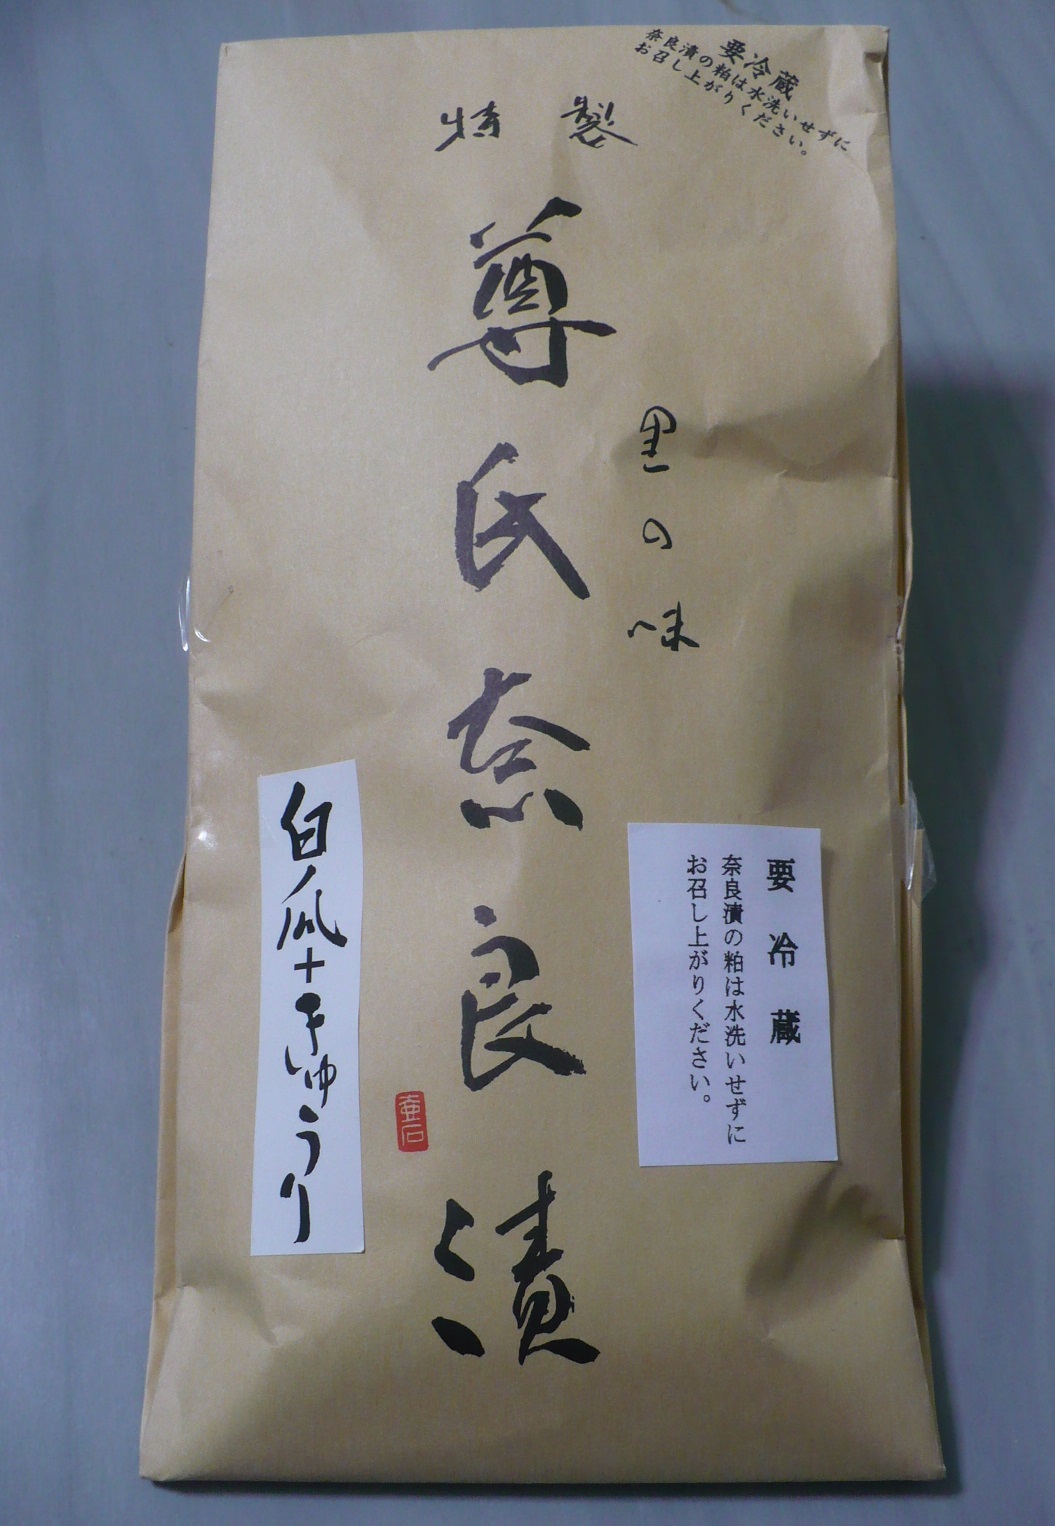 要冷蔵
奈良漬の粕は水洗いせずに
お召し上がりください。
特製
尊氏奈良漬
里の味
要冷蔵
奈良漬の粕は水洗いせずに
お召し上がりください。
白瓜+きゅうり